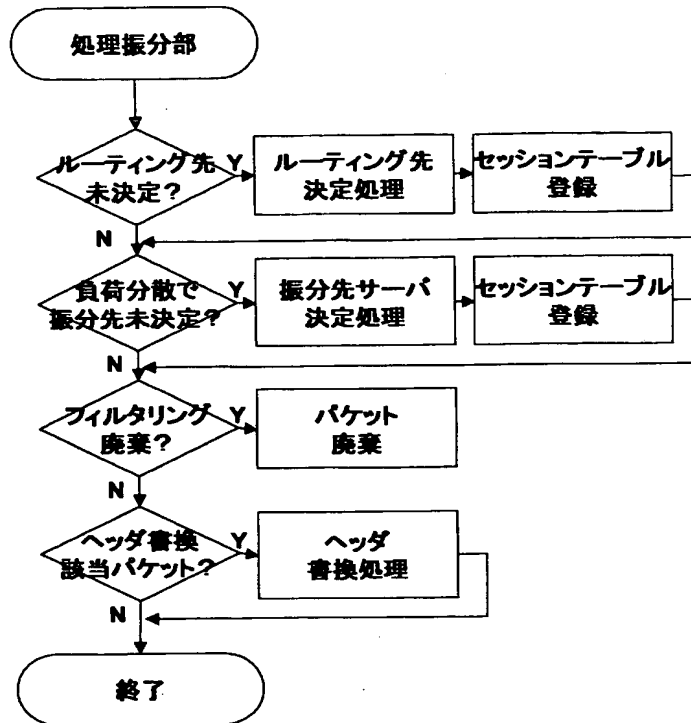 処理振分部
ルーティング先
未決定?
Y
ルーティング先
決定処理
セッションテーブル
登録
N
負荷分散で
振分先未決定?
Y
振分先サーバ
決定処理
セッションテーブル
登録
N
フィルタリング
廃棄?
Y
パケット
廃棄
N
ヘッダ書換
該当パケット?
Y
ヘッダ
書換処理
N
終了